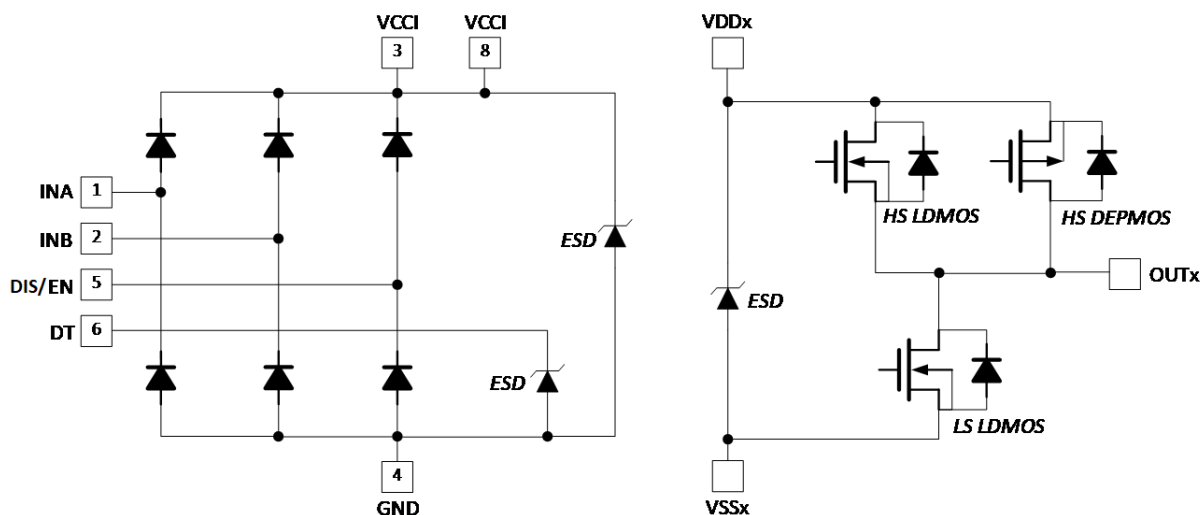 VCCI VCCI
3 8
VDDx
INA 1
INB 2
DIS/EN 5
DT 6
ESD
ESD
4
GND
HS LDMOS
HS DEPMOS
ESD
OUTx
LS LDMOS
VSSx